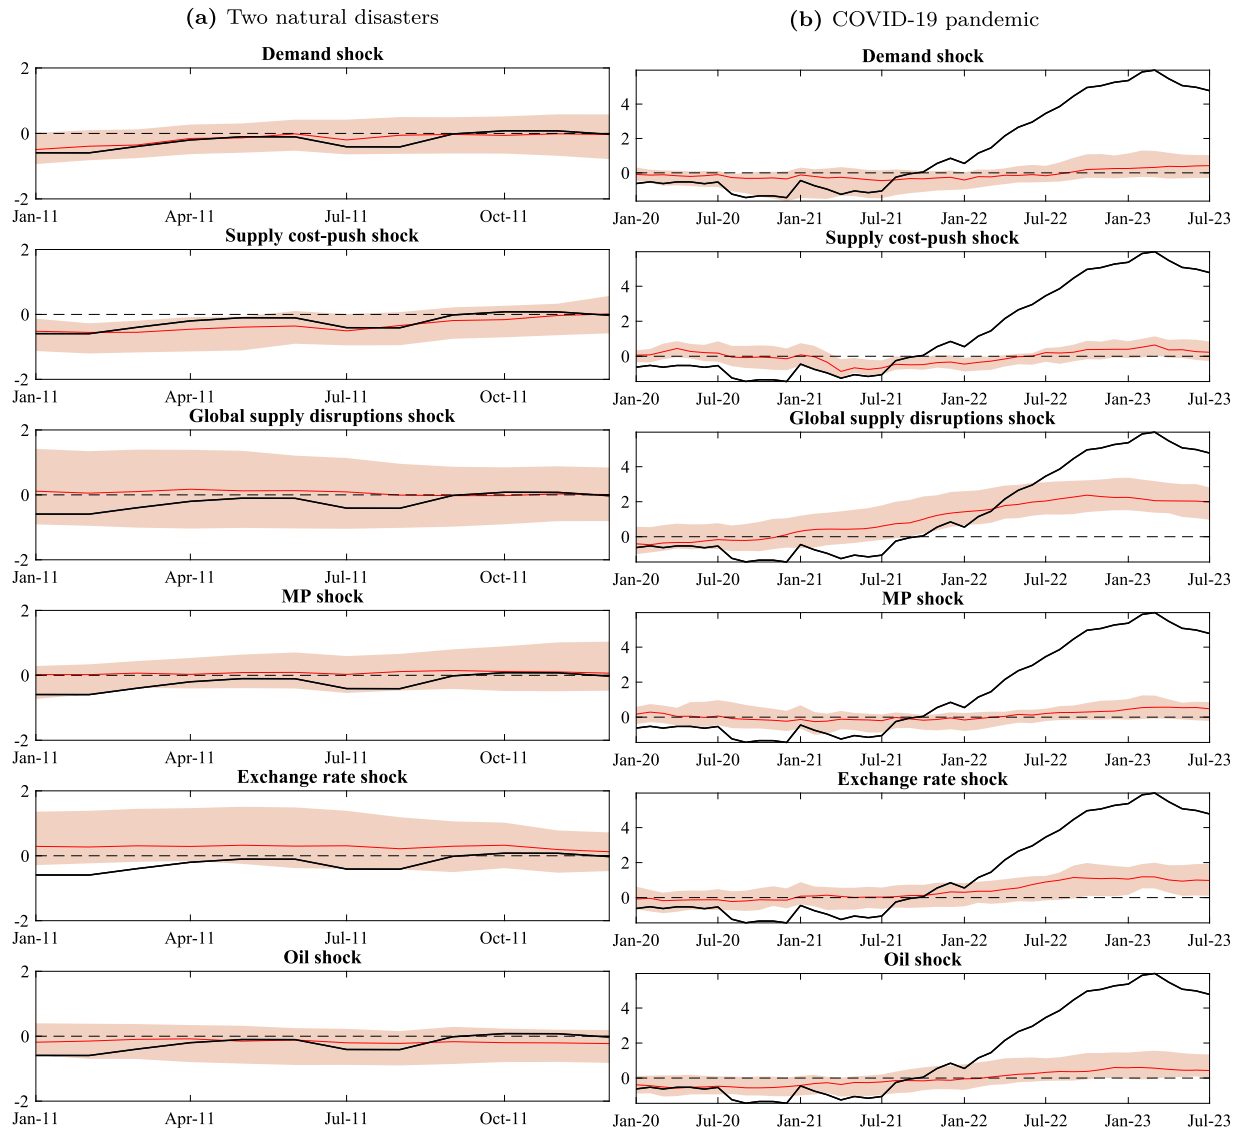 (a) Two natural disasters
Demand shock
2
0
-2
Jan-11 Apr-11 Jul-11 Oct-11
Supply cost-push shock
2
0
-2
Jan-11 Apr-11 Jul-11 Oct-11
Global supply disruptions shock
2
0
-2
Jan-11 Apr-11 Jul-11 Oct-11
MP shock
2
0
-2
Jan-11 Apr-11 Jul-11 Oct-11
Exchange rate shock
2
0
-2
Jan-11 Apr-11 Jul-11 Oct-11
Oil shock
2
0
-2
Jan-11 Apr-11 Jul-11 Oct-11
(b) COVID-19 pandemic
Demand shock
4
2
0
Jan-20 Jul-20 Jan-21 Jul-21 Jan-22 Jul-22 Jan-23 Jul-23
Supply cost-push shock
4
2
0
Jan-20 Jul-20 Jan-21 Jul-21 Jan-22 Jul-22 Jan-23 Jul-23
Global supply disruptions shock
4
2
0
Jan-20 Jul-20 Jan-21 Jul-21 Jan-22 Jul-22 Jan-23 Jul-23
MP shock
4
2
0
Jan-20 Jul-20 Jan-21 Jul-21 Jan-22 Jul-22 Jan-23 Jul-23
Exchange rate shock
4
2
0
Jan-20 Jul-20 Jan-21 Jul-21 Jan-22 Jul-22 Jan-23 Jul-23
Oil shock
4
2
0
Jan-20 Jul-20 Jan-21 Jul-21 Jan-22 Jul-22 Jan-23 Jul-23